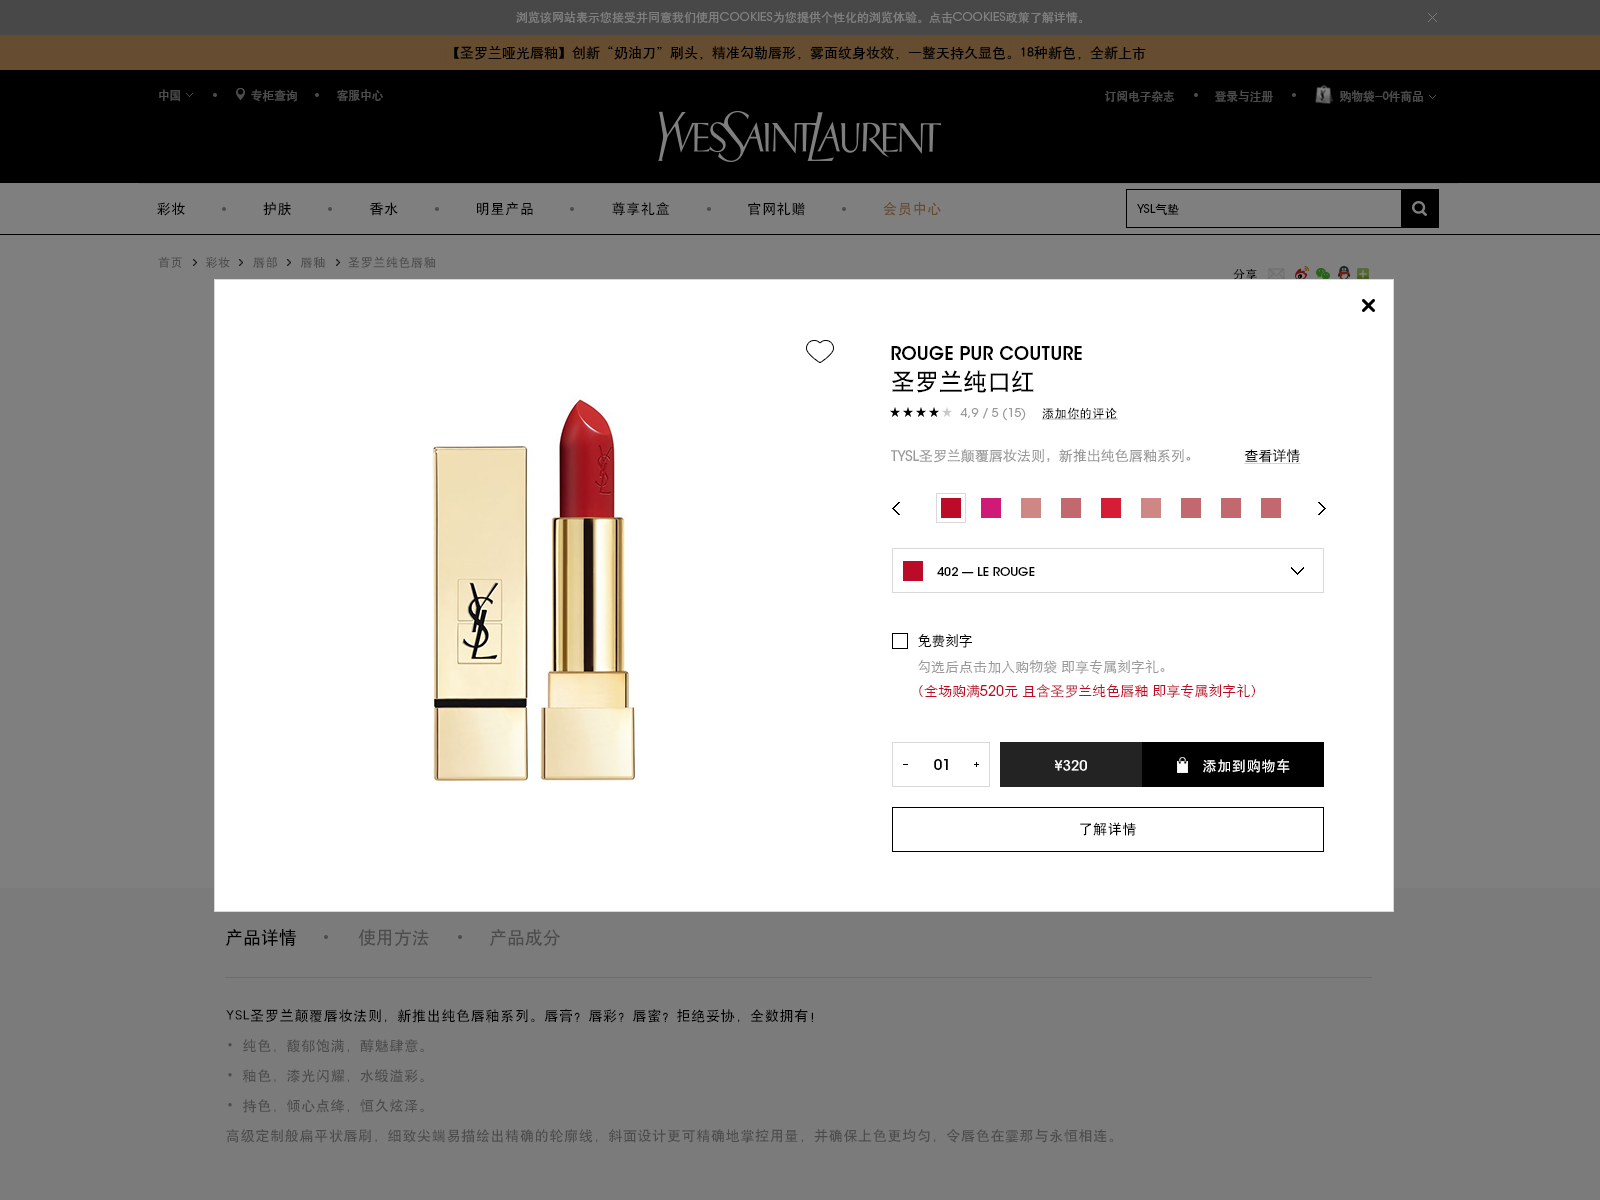 浏览该网站表示您接受并同意我们使用COOKIES为您提供个性化的浏览体验。点击COOKIES政策了解详情。
【圣罗兰哑光唇釉】创新“奶油刀”刷头，精准勾勒唇形，雾面纹身妆效，一整天持久显色。18种新色，全新上市
中国 • 专柜查询 • 客服中心
订阅电子杂志 • 登录与注册 • 购物袋—0件商品
YVESSAINTLAURENT
彩妆 • 护肤 • 香水 • 明星产品 • 尊享礼盒 • 官网礼赠 • 会员中心
YSL气垫
首页 > 彩妆 > 唇部 > 唇釉 > 圣罗兰纯色唇釉
分享
ROUGE PUR COUTURE
圣罗兰纯口红
4,9 / 5 (15) 添加你的评论
TYSL圣罗兰颠覆唇妆法则，新推出纯色唇釉系列。 查看详情
402 — LE ROUGE
免费刻字
勾选后点击加入购物袋 即享专属刻字礼。
（全场购满520元 且含圣罗兰纯色唇釉 即享专属刻字礼）
- 01 +
¥320
添加到购物车
了解详情
YSL
YSL
产品详情 • 使用方法 • 产品成分
YSL圣罗兰颠覆唇妆法则，新推出纯色唇釉系列。唇膏？唇彩？唇蜜？拒绝妥协，全数拥有！
• 纯色，馥郁饱满，醇魅肆意。
• 釉色，漆光闪耀，水缎溢彩。
• 持色，倾心点绛，恒久炫泽。
高级定制般扁平状唇刷，细致尖端易描绘出精确的轮廓线，斜面设计更可精确地掌控用量，并确保上色更均匀，令唇色在霎那与永恒相连。